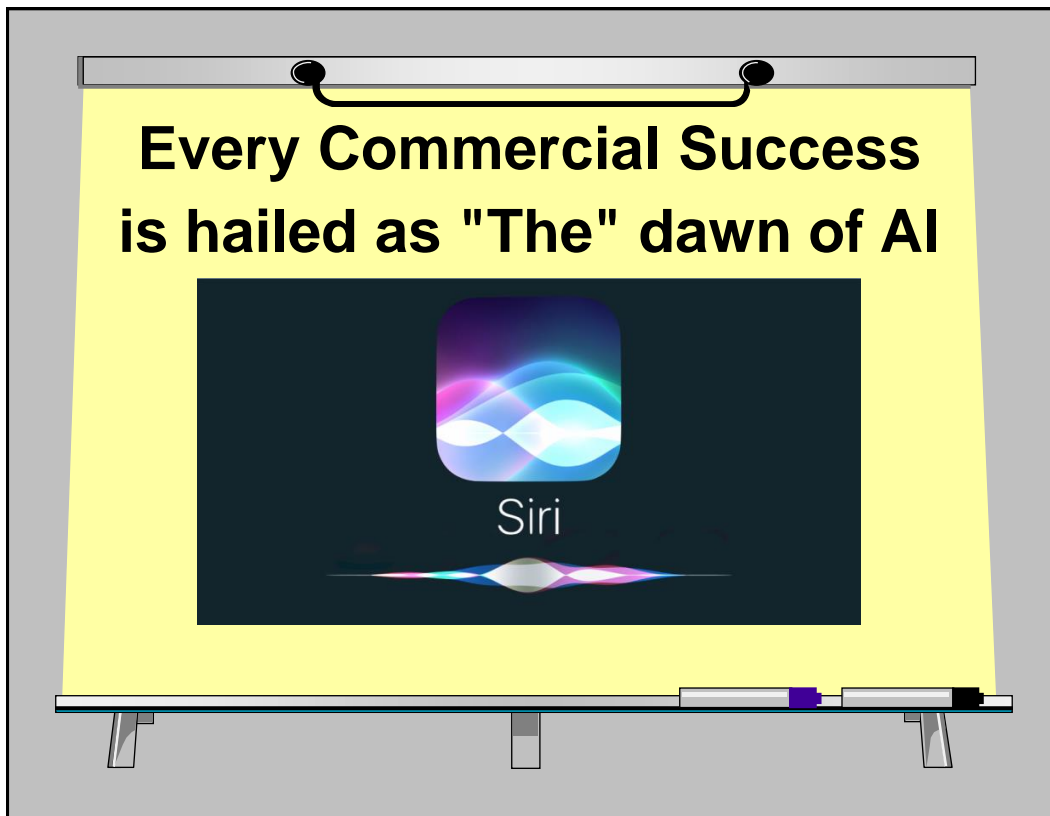 Every Commercial Success
is hailed as "The" dawn of AI
Siri